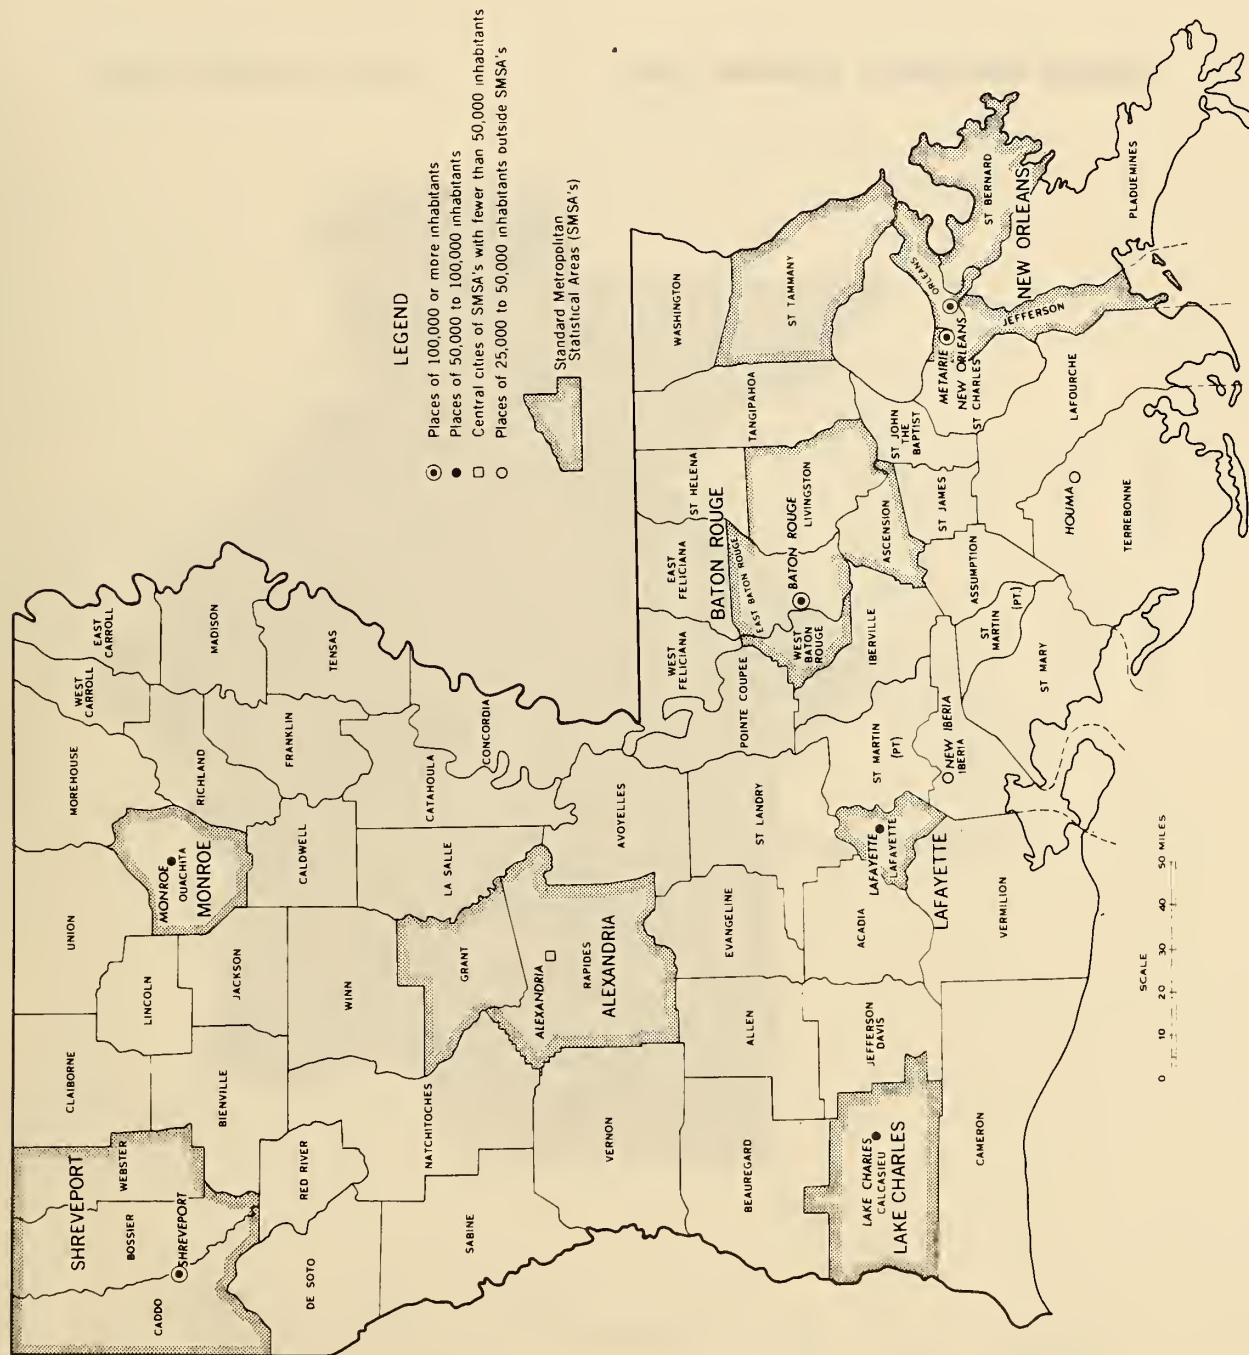 LEGEND
Places of 100,000 or more inhabitants
Places of 50,000 to 100,000 inhabitants
Central cities of SMSA's with fewer than 50,000 inhabitants
Places of 25,000 to 50,000 inhabitants outside SMSA's
Standard Metropolitan
Statistical Areas (SMSA's)
SHREVEPORT
CADDO
BOSSIER
SHREVEPORT
WEBSTER
CLAIBORNE
LINCOLN
UNION
MOREHOUSE
WEST
CARROLL
EAST
CARROLL
MADISON
RICHLAND
MONROE
OUACHITA
MONROE
JACKSON
BIENVILLE
RED RIVER
DE SOTO
SABINE
NATCHITOCHES
WINN
CALDWELL
FRANKLIN
TENSAS
CATAHOULA
CONCORDIA
LA SALLE
GRANT
ALEXANDRIA
RAPIDES
ALEXANDRIA
VERNON
AVOYELLES
BEAUREGARD
ALLEN
EVANGELINE
ST LANDRY
POINTE COUPEE
WEST
FELICIANA
EAST
FELICIANA
ST HELENA
BATON ROUGE
EAST BATON ROUGE
BATON ROUGE
WEST
BATON
ROUGE
LIVINGSTON
TANGIPAHOA
WASHINGTON
ST TAMMANY
LAKE CHARLES
CALCASIEU
LAKE CHARLES
JEFFERSON
DAVIS
ACADIA
LAFAYETTE
LAFAYETTE
LAFAYETTE
ST MARTIN
(PT)
IBERVILLE
ASCENSION
ST JOHN
THE
BAPTIST
ST JAMES
ST CHARLES
METAIRIE
NEW ORLEANS
ORLEANS
ST BERNARD
NEW ORLEANS
JEFFERSON
PLAQUEMINES
CAMERON
VERMILION
NEW IBERIA
IBERIA
ST
MARTIN
(PT.)
ASSUMPTION
ST MARY
HOUMA
TERREBONNE
LAFOURCHE
SCALE
0 10 20 30 40 50 MILES